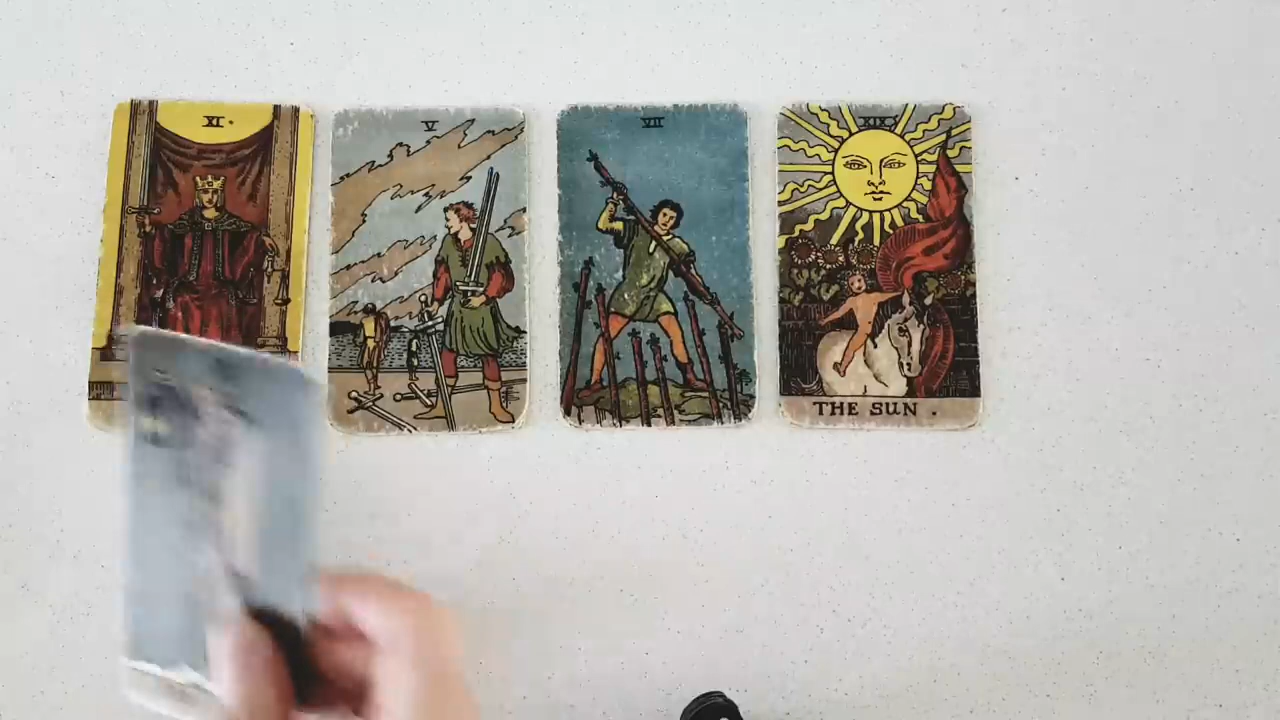 XI.
V
VII
XIX
THE SUN .